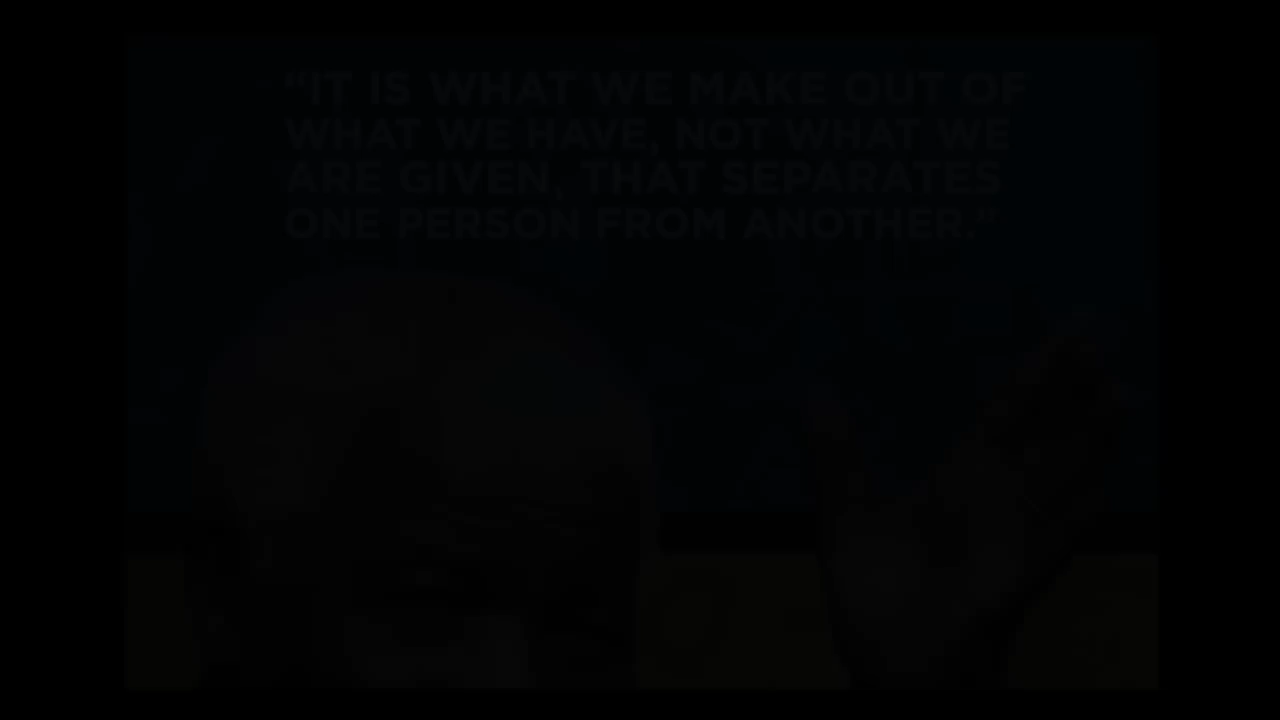 “IT IS WHAT WE MAKE OUT OF
WHAT WE HAVE, NOT WHAT WE
ARE GIVEN, THAT SEPARATES
ONE PERSON FROM ANOTHER.”